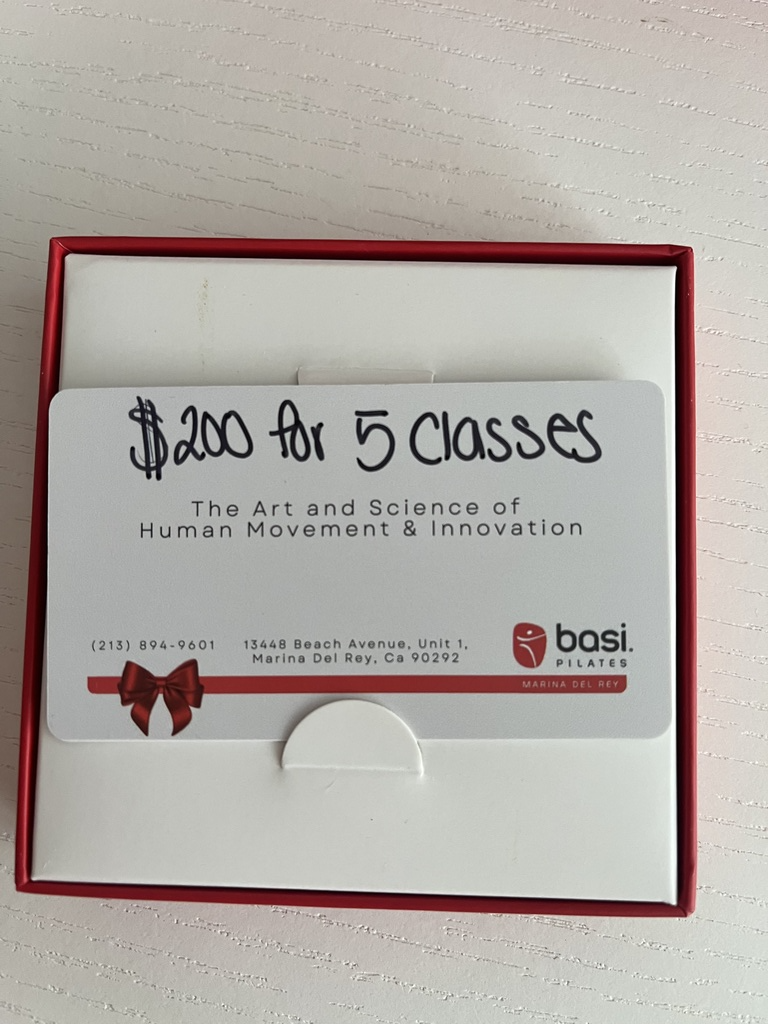 $200 for 5 Classes
The Art and Science of
Human Movement & Innovation
(213) 894-9601
13448 Beach Avenue, Unit 1,
Marina Del Rey, Ca 90292
basi.
PILATES
MARINA DEL REY